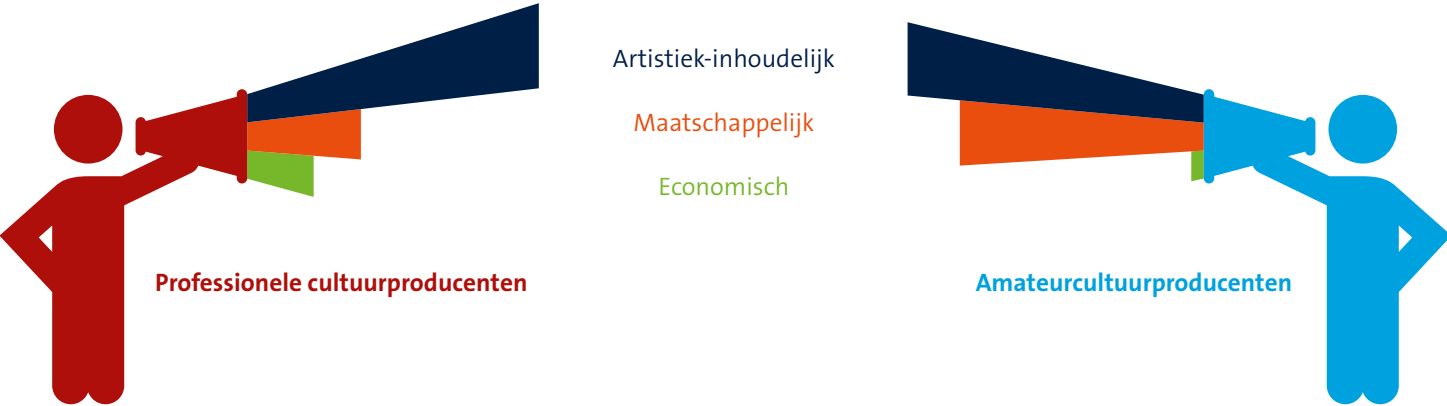 Artistiek-inhoudelijk
Maatschappelijk
Economisch
Professionele cultuurproducenten
Amateurcultuurproducenten